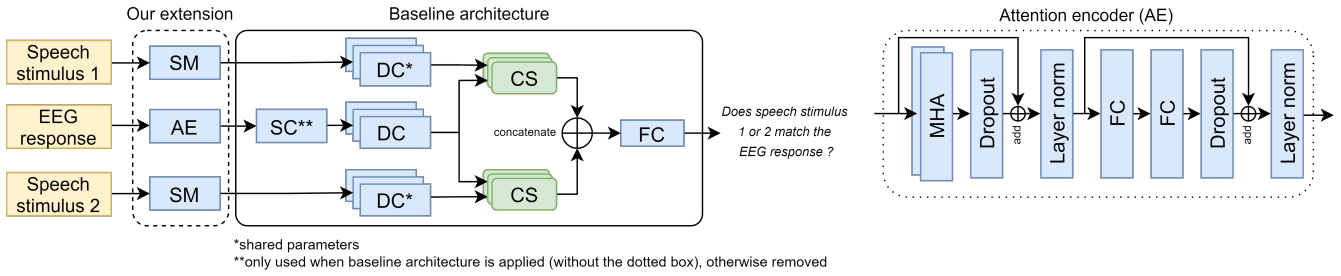 Our extension
Baseline architecture
Attention encoder (AE)
Speech
stimulus 1
SM
DC*
CS
EEG
response
AE
SC**
DC
concatenate
FC
Does speech stimulus
1 or 2 match the
EEG response ?
Speech
stimulus 2
SM
DC*
CS
MHA
Dropout
add
Layer norm
FC
FC
Dropout
add
Layer norm
*shared parameters
**only used when baseline architecture is applied (without the dotted box), otherwise removed